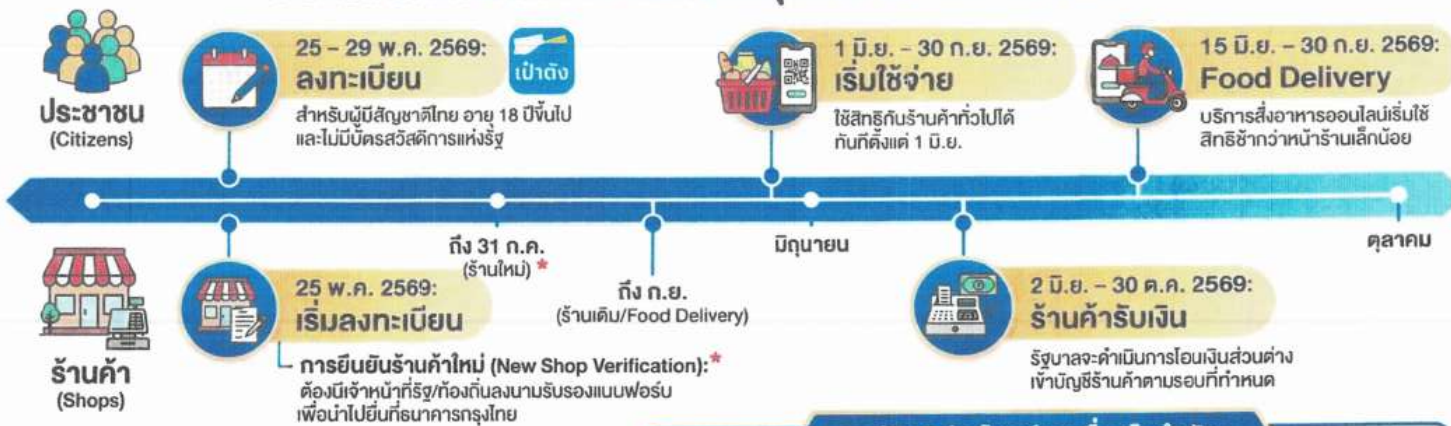 ประชาชน
(Citizens)
25 – 29 พ.ค. 2569:
ลงทะเบียน
เป๋าตัง
สำหรับผู้มีสัญชาติไทย อายุ 18 ปีขึ้นไป
และไม่มีบัตรสวัสดิการแห่งรัฐ
1 มิ.ย. – 30 ก.ย. 2569:
เริ่มใช้จ่าย
ใช้สิทธิกับร้านค้าทั่วไปได้
ทันทีตั้งแต่ 1 มิ.ย.
15 มิ.ย. – 30 ก.ย. 2569:
Food Delivery
บริการสั่งอาหารออนไลน์เริ่มใช้
สิทธิช้ากว่าหน้าร้านเล็กน้อย
ถึง 31 ก.ค.
(ร้านใหม่) *
ถึง ก.ย.
(ร้านเดิม/Food Delivery)
มิถุนายน
ตุลาคม
ร้านค้า
(Shops)
25 พ.ค. 2569:
เริ่มลงทะเบียน
การยืนยันร้านค้าใหม่ (New Shop Verification):*
ต้องมีเจ้าหน้าที่รัฐ/ท้องถิ่นลงนามรับรองแบบฟอร์ม
เพื่อนำไปยื่นที่ธนาคารกรุงไทย
2 มิ.ย. – 30 ต.ค. 2569:
ร้านค้ารับเงิน
รัฐบาลจะดำเนินการโอนเงินส่วนต่าง
เข้าบัญชีร้านค้าตามรอบที่กำหนด